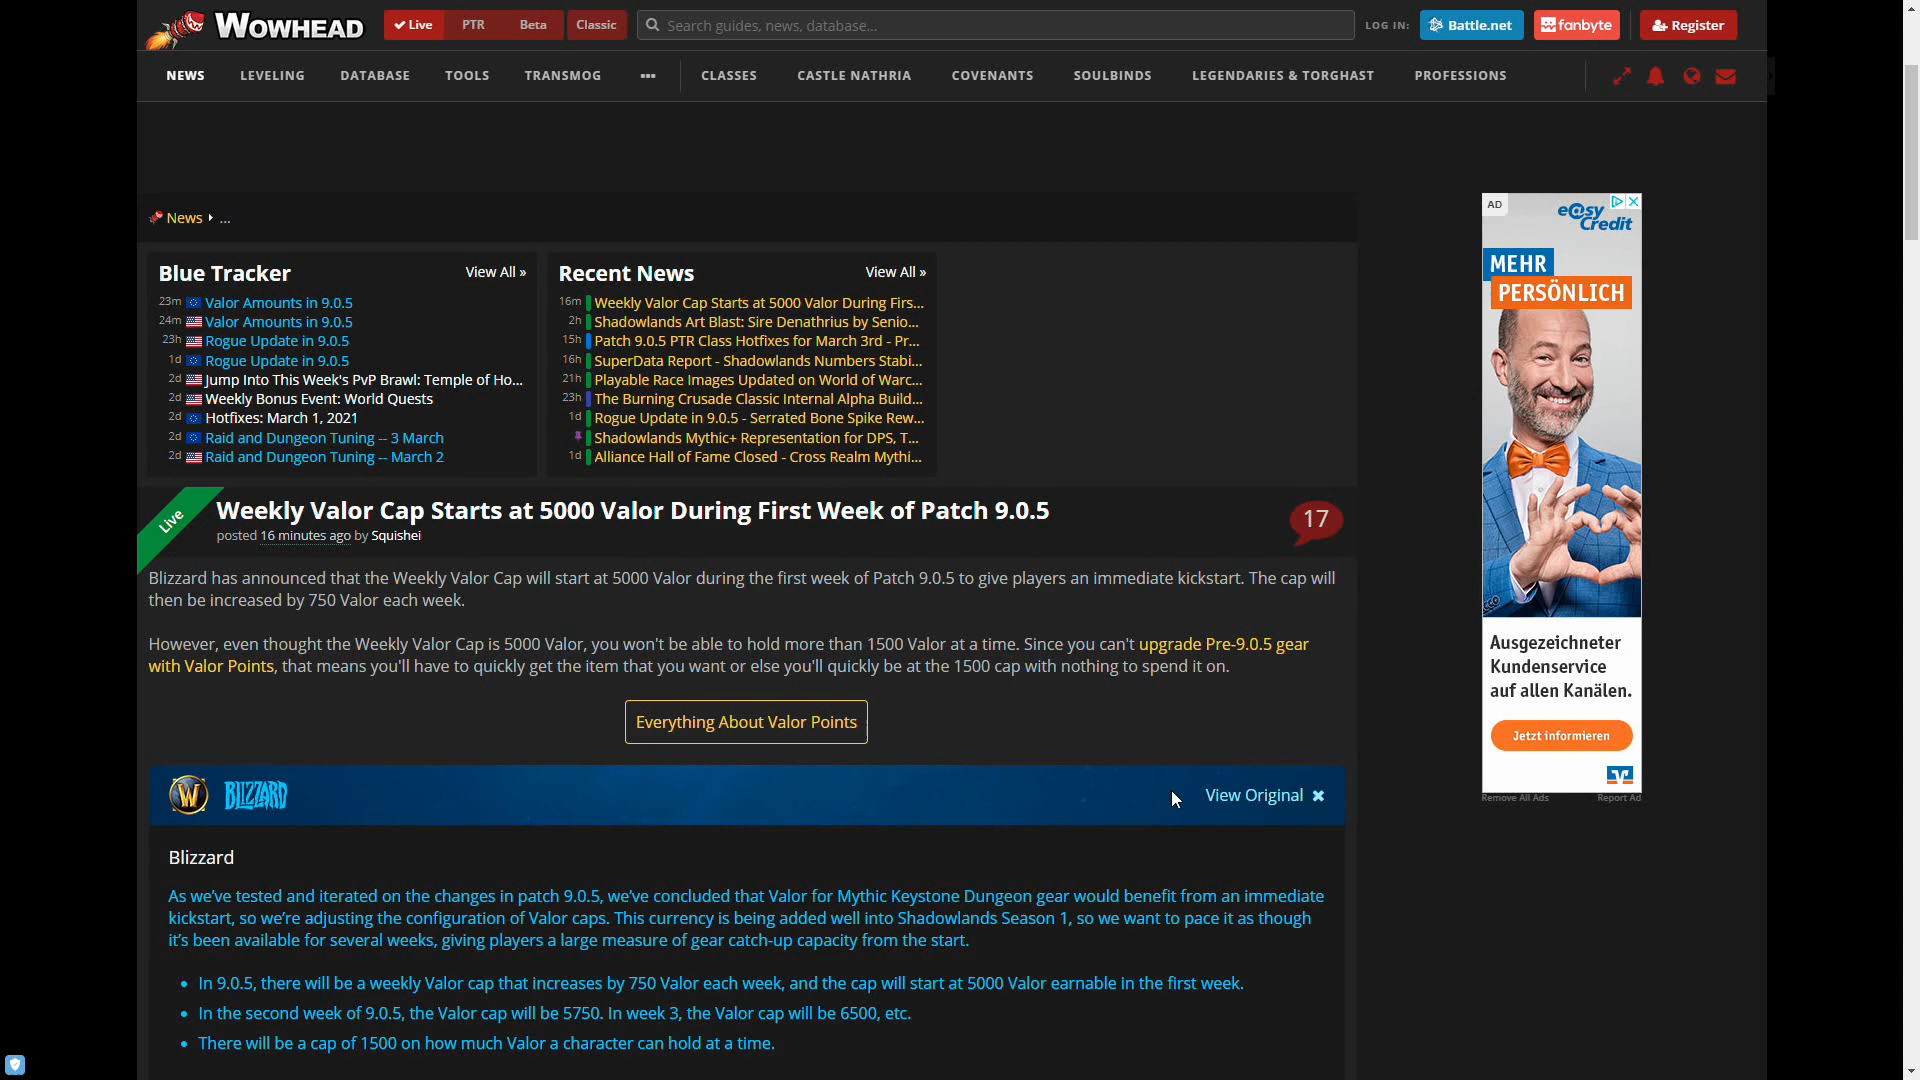 WOWHEAD
Live PTR Beta Classic
Search guides, news, database...
LOG IN: Battle.net fanbyte Register
NEWS LEVELING DATABASE TOOLS TRANSMOG ••• CLASSES CASTLE NATHRIA COVENANTS SOULBINDS LEGENDARIES & TORGHAST PROFESSIONS
News ...
Blue Tracker View All »
23m Valor Amounts in 9.0.5
24m Valor Amounts in 9.0.5
23h Rogue Update in 9.0.5
1d Rogue Update in 9.0.5
2d Jump Into This Week's PvP Brawl: Temple of Ho...
2d Weekly Bonus Event: World Quests
2d Hotfixes: March 1, 2021
2d Raid and Dungeon Tuning -- 3 March
2d Raid and Dungeon Tuning -- March 2
Recent News View All »
16m Weekly Valor Cap Starts at 5000 Valor During Firs...
2h Shadowlands Art Blast: Sire Denathrius by Senio...
15h Patch 9.0.5 PTR Class Hotfixes for March 3rd - Pr...
16h SuperData Report - Shadowlands Numbers Stabi...
21h Playable Race Images Updated on World of Warc...
23h The Burning Crusade Classic Internal Alpha Build...
1d Rogue Update in 9.0.5 - Serrated Bone Spike Rew...
Shadowlands Mythic+ Representation for DPS, T...
1d Alliance Hall of Fame Closed - Cross Realm Mythi...
Live
Weekly Valor Cap Starts at 5000 Valor During First Week of Patch 9.0.5
posted 16 minutes ago by Squishei
17
Blizzard has announced that the Weekly Valor Cap will start at 5000 Valor during the first week of Patch 9.0.5 to give players an immediate kickstart. The cap will
then be increased by 750 Valor each week.
However, even thought the Weekly Valor Cap is 5000 Valor, you won't be able to hold more than 1500 Valor at a time. Since you can't upgrade Pre-9.0.5 gear
with Valor Points, that means you'll have to quickly get the item that you want or else you'll quickly be at the 1500 cap with nothing to spend it on.
Everything About Valor Points
W BLIZZARD View Original
Blizzard
As we've tested and iterated on the changes in patch 9.0.5, we've concluded that Valor for Mythic Keystone Dungeon gear would benefit from an immediate
kickstart, so we're adjusting the configuration of Valor caps. This currency is being added well into Shadowlands Season 1, so we want to pace it as though
it's been available for several weeks, giving players a large measure of gear catch-up capacity from the start.
• In 9.0.5, there will be a weekly Valor cap that increases by 750 Valor each week, and the cap will start at 5000 Valor earnable in the first week.
• In the second week of 9.0.5, the Valor cap will be 5750. In week 3, the Valor cap will be 6500, etc.
• There will be a cap of 1500 on how much Valor a character can hold at a time.
AD
e@sy
Credit
MEHR
PERSÖNLICH
Ausgezeichneter
Kundenservice
auf allen Kanälen.
Jetzt informieren
Remove All Ads Report Ad